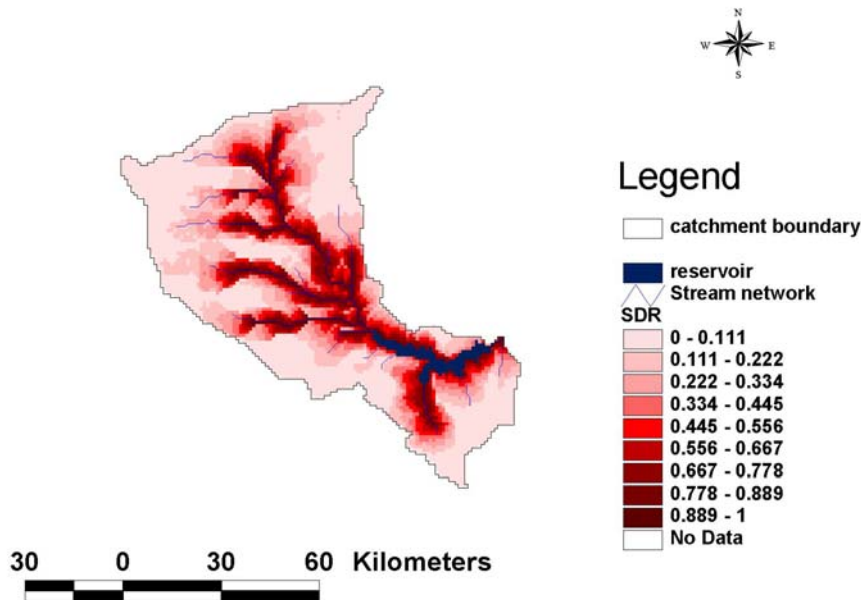 N
W E
S
Legend
catchment boundary
reservoir
Stream network
SDR
0 - 0.111
0.111 - 0.222
0.222 - 0.334
0.334 - 0.445
0.445 - 0.556
0.556 - 0.667
0.667 - 0.778
0.778 - 0.889
0.889 - 1
No Data
30 0 30 60 Kilometers